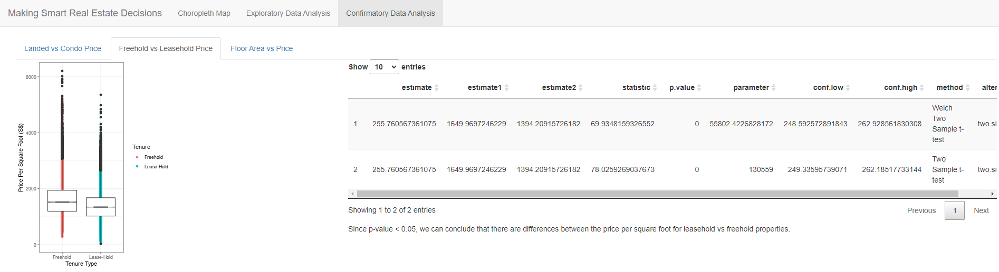 Making Smart Real Estate Decisions Choropleth Map Exploratory Data Analysis Confirmatory Data Analysis
Landed vs Condo Price Freehold vs Leasehold Price Floor Area vs Price
6000
4000
2000
0
Price Per Square Foot (S$)
Freehold Lease-Hold
Tenure Type
Tenure
Freehold
Lease-Hold
Show 10 entries
estimate estimate1 estimate2 statistic p.value parameter conf.low conf.high method alter
1 255.760567361075 1649.9697246229 1394.20915726182 69.9348159326552 0 55802.4226828172 248.592572891843 262.928561830308 Welch Two Sample t-test two.si
2 255.760567361075 1649.9697246229 1394.20915726182 78.0259269037673 0 130559 249.33595739071 262.18517733144 Two Sample t-test two.si
Showing 1 to 2 of 2 entries
Previous 1 Next
Since p-value < 0.05, we can conclude that there are differences between the price per square foot for leasehold vs freehold properties.